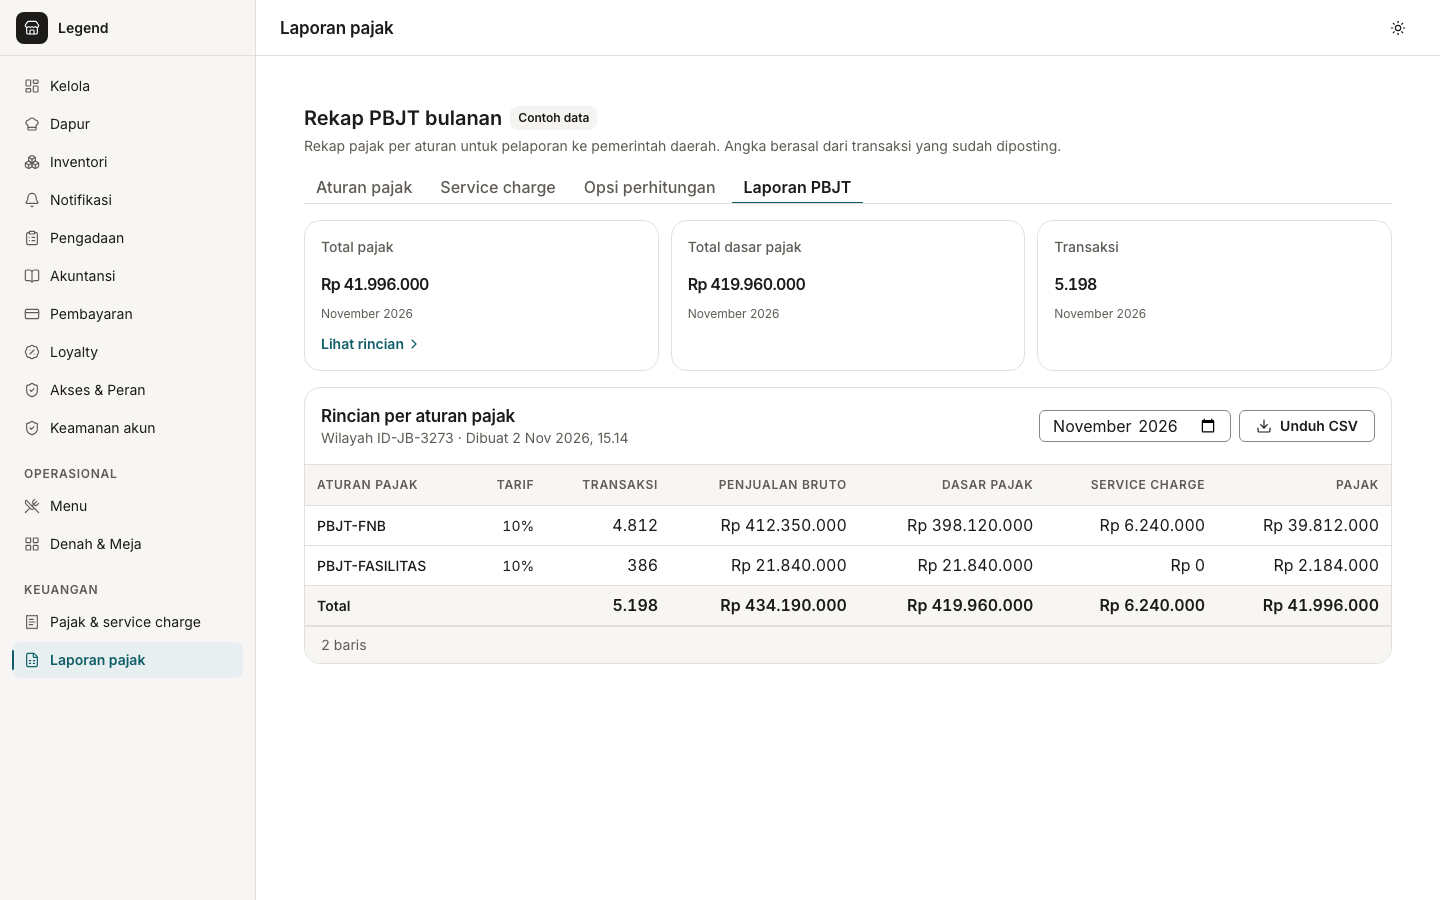 Legend
Laporan pajak
Kelola
Dapur
Inventori
Notifikasi
Pengadaan
Akuntansi
Pembayaran
Loyalty
Akses & Peran
Keamanan akun
OPERASIONAL
Menu
Denah & Meja
KEUANGAN
Pajak & service charge
Laporan pajak
Rekap PBJT bulanan Contoh data
Rekap pajak per aturan untuk pelaporan ke pemerintah daerah. Angka berasal dari transaksi yang sudah diposting.
Aturan pajak Service charge Opsi perhitungan Laporan PBJT
Total pajak
Rp 41.996.000
November 2026
Lihat rincian
Total dasar pajak
Rp 419.960.000
November 2026
Transaksi
5.198
November 2026
Rincian per aturan pajak
Wilayah ID-JB-3273 · Dibuat 2 Nov 2026, 15.14
November 2026 Unduh CSV
ATURAN PAJAK TARIF TRANSAKSI PENJUALAN BRUTO DASAR PAJAK SERVICE CHARGE PAJAK
PBJT-FNB 10% 4.812 Rp 412.350.000 Rp 398.120.000 Rp 6.240.000 Rp 39.812.000
PBJT-FASILITAS 10% 386 Rp 21.840.000 Rp 21.840.000 Rp 0 Rp 2.184.000
Total 5.198 Rp 434.190.000 Rp 419.960.000 Rp 6.240.000 Rp 41.996.000
2 baris